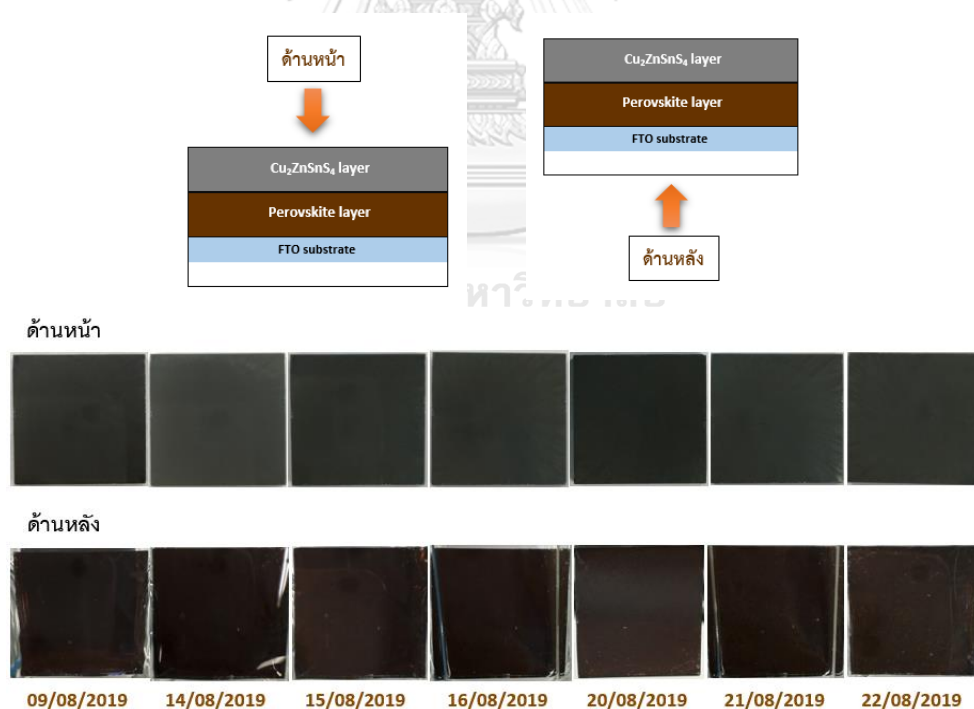 ด้านหน้า
Cu₂ZnSnS₄ layer
Perovskite layer
FTO substrate
Cu₂ZnSnS₄ layer
Perovskite layer
FTO substrate
ด้านหลัง
ด้านหน้า
ด้านหลัง
09/08/2019 14/08/2019 15/08/2019 16/08/2019 20/08/2019 21/08/2019 22/08/2019